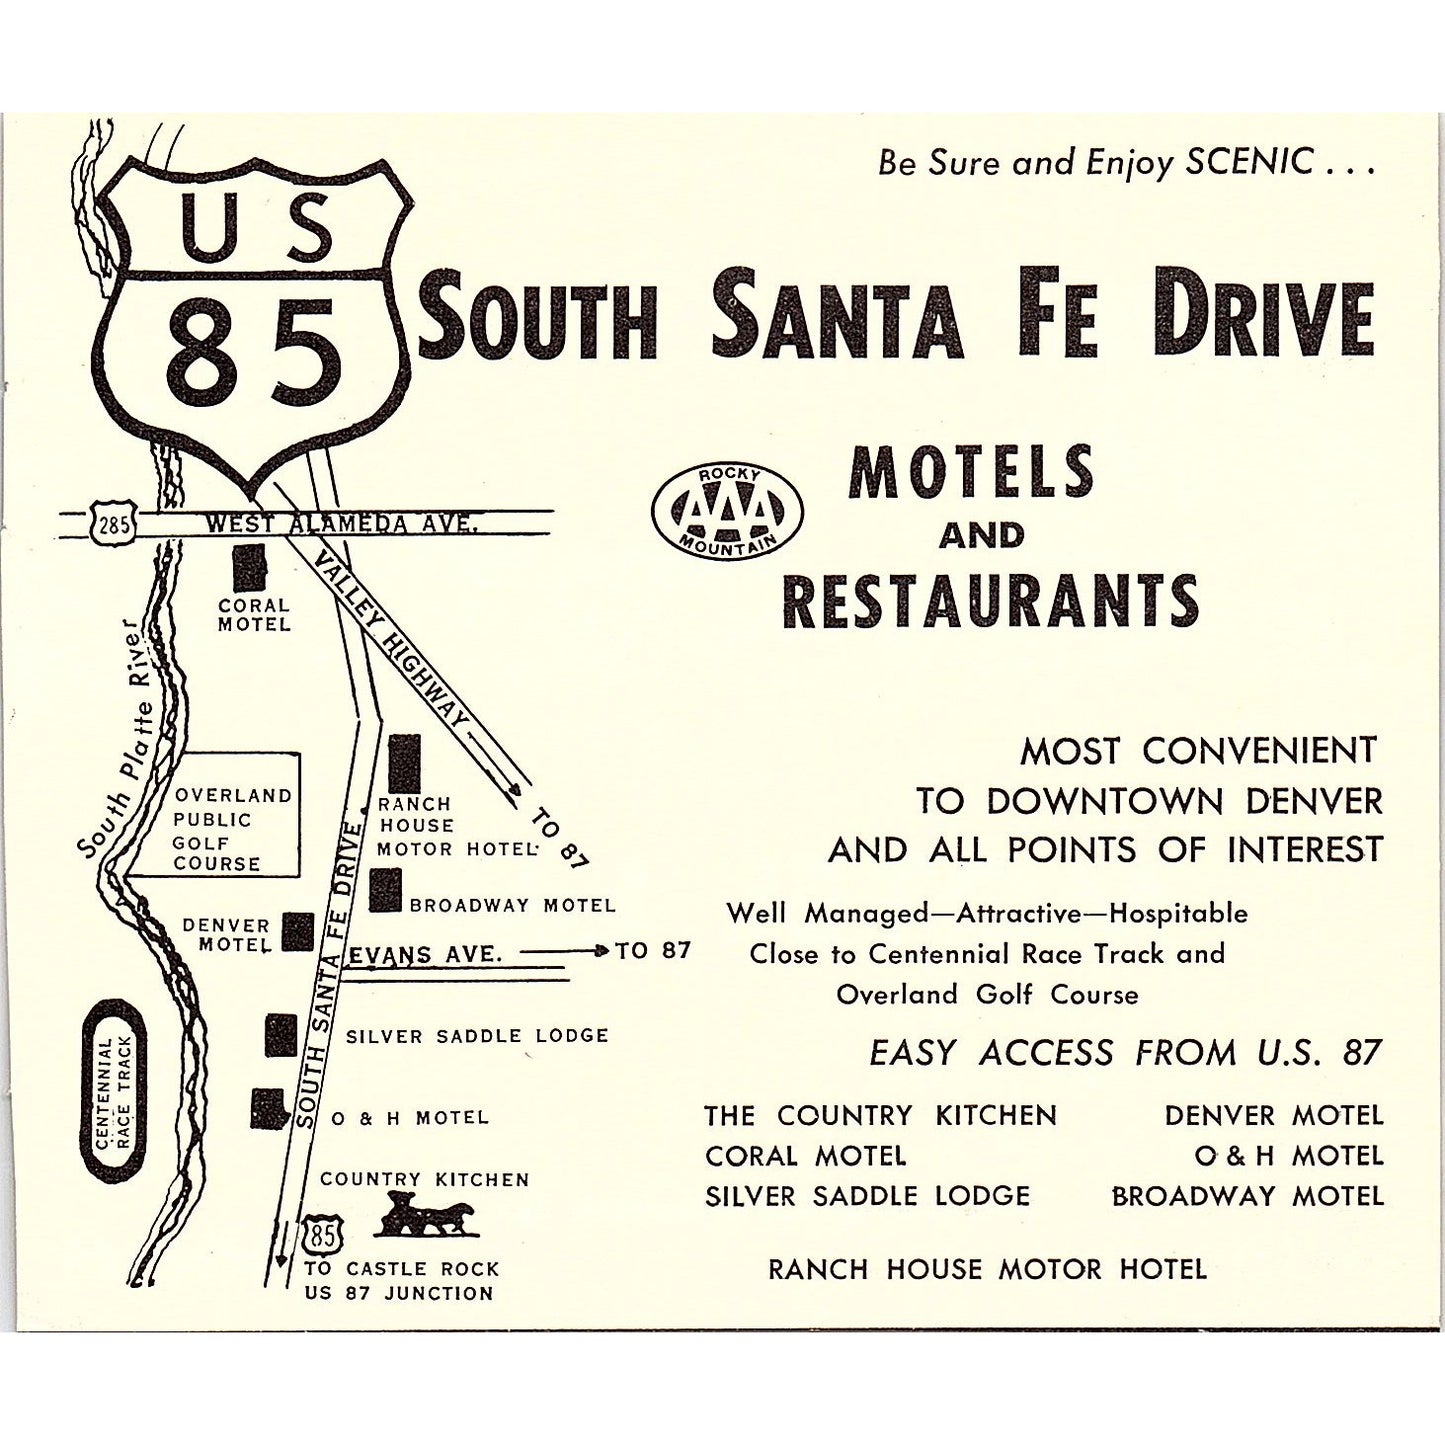 Be Sure and Enjoy SCENIC . . .
US
85
SOUTH SANTA FE DRIVE
MOTELS
AND
RESTAURANTS
ROCKY
AAA
MOUNTAIN
285
WEST ALAMEDA AVE.
CORAL
MOTEL
VALLEY HIGHWAY
TO 87
South Platte River
OVERLAND
PUBLIC
GOLF
COURSE
RANCH
HOUSE
MOTOR HOTEL
BROADWAY MOTEL
DENVER
MOTEL
EVANS AVE.
TO 87
SOUTH SANTA FE DRIVE
SILVER SADDLE LODGE
CENTENNIAL
RACE TRACK
O & H MOTEL
COUNTRY KITCHEN
85
TO CASTLE ROCK
US 87 JUNCTION
MOST CONVENIENT
TO DOWNTOWN DENVER
AND ALL POINTS OF INTEREST
Well Managed—Attractive—Hospitable
Close to Centennial Race Track and
Overland Golf Course
EASY ACCESS FROM U.S. 87
THE COUNTRY KITCHEN
DENVER MOTEL
CORAL MOTEL
O & H MOTEL
SILVER SADDLE LODGE
BROADWAY MOTEL
RANCH HOUSE MOTOR HOTEL